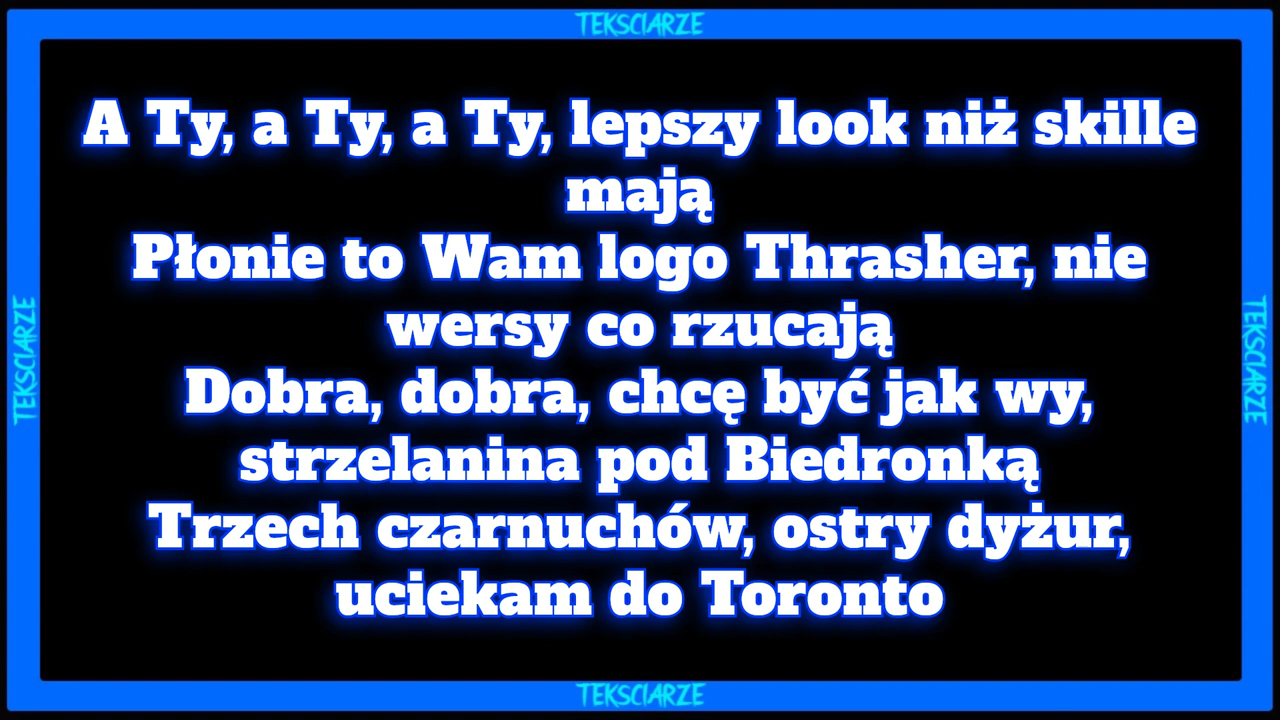 TEKSCIARZE
A Ty, a Ty, a Ty, lepszy look niż skille
mają
Płonie to Wam logo Thrasher, nie
wersy co rzucają
Dobra, dobra, chcę być jak wy,
strzelanina pod Biedronką
Trzech czarnuchów, ostry dyżur,
uciekam do Toronto
TEKSCIARZE
TEKSCIARZE
TEKSCIARZE